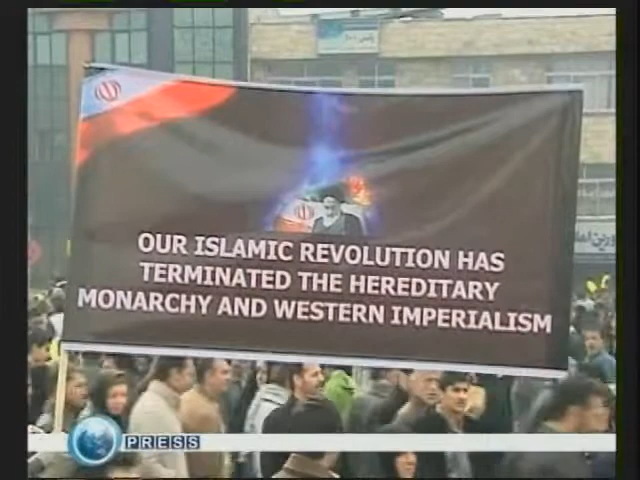 OUR ISLAMIC REVOLUTION HAS
TERMINATED THE HEREDITARY
MONARCHY AND WESTERN IMPERIALISM
PRESS